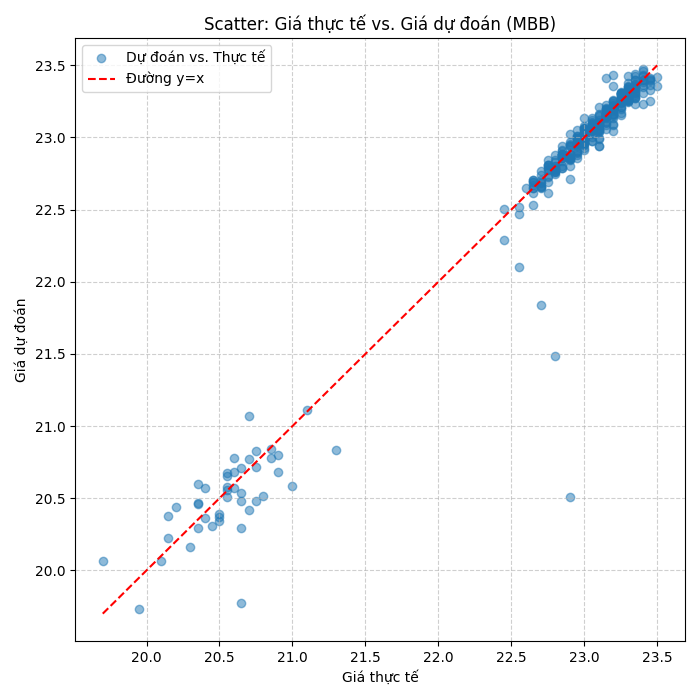 Scatter: Giá thực tế vs. Giá dự đoán (MBB)
Dự đoán vs. Thực tế
Đường y=x
23.5
23.0
22.5
22.0
21.5
21.0
20.5
20.0
Giá dự đoán
20.0 20.5 21.0 21.5 22.0 22.5 23.0 23.5
Giá thực tế